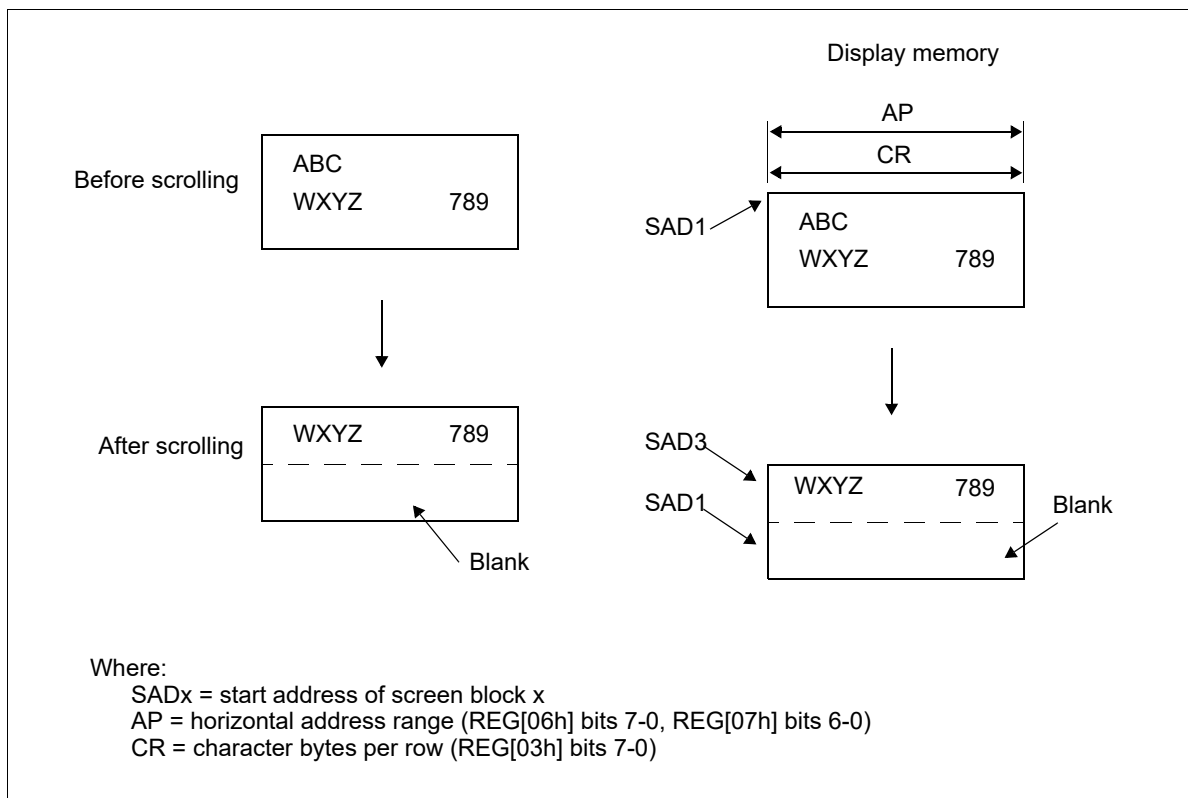 Display memory
AP
CR
Before scrolling
ABC
WXYZ 789
SAD1
ABC
WXYZ 789
After scrolling
WXYZ 789
Blank
SAD3
SAD1
WXYZ 789
Blank
Where:
SADx = start address of screen block x
AP = horizontal address range (REG[06h] bits 7-0, REG[07h] bits 6-0)
CR = character bytes per row (REG[03h] bits 7-0)